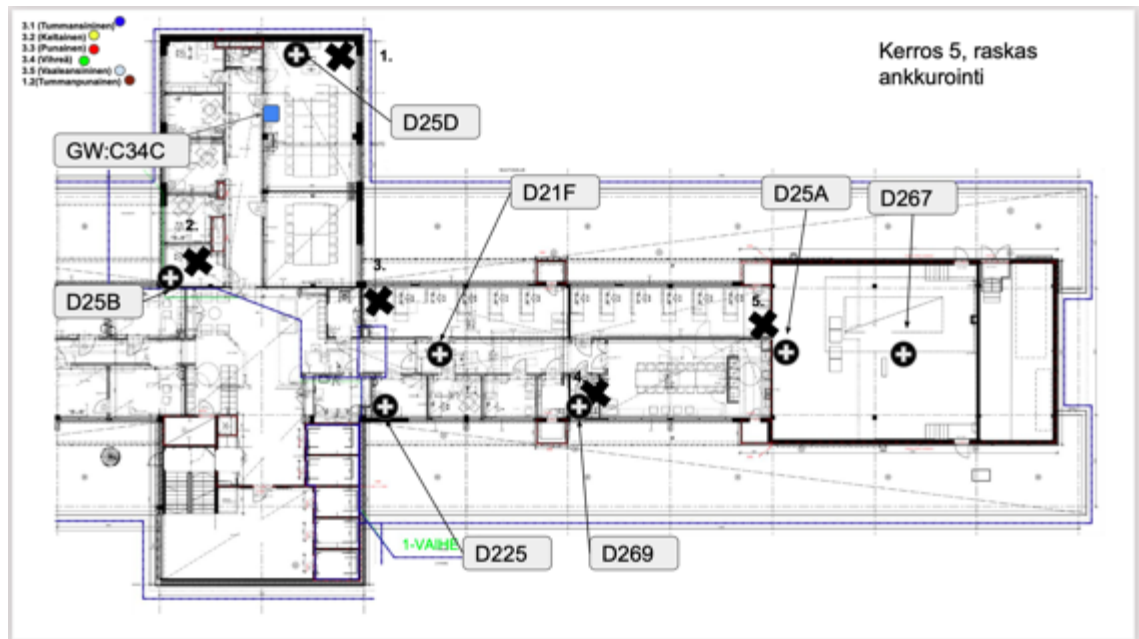 3.1 (Tummansininen)
3.2 (Keltainen)
3.3 (Punainen)
3.4 (Vihreä)
3.5 (Vaaleansininen)
1.2(Tummanpunainen)
Kerros 5, raskas
ankkurointi
1.
D25D
GW:C34C
D21F
D25A
D267
2.
3.
D25B
5.
4.
1-VAIHE
D225
D269